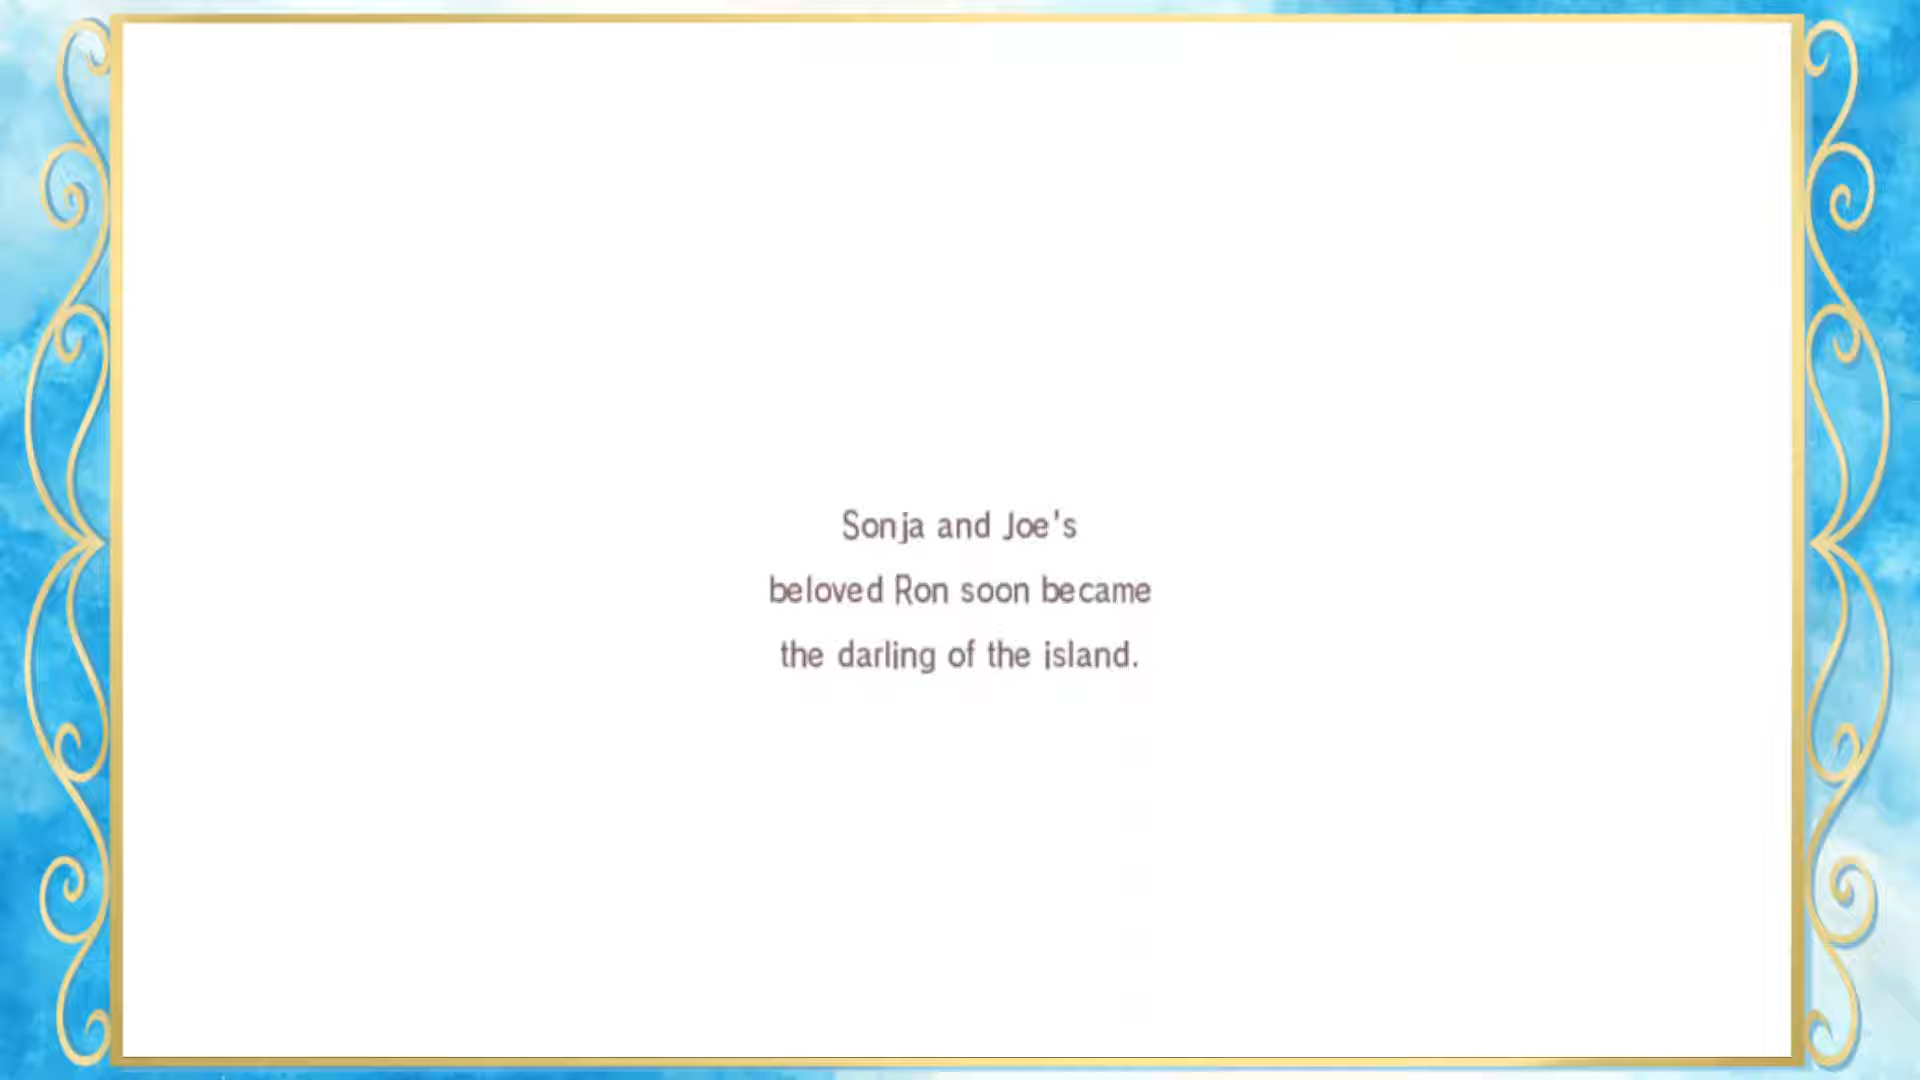 Sonja and Joe's
beloved Ron soon became
the darling of the island.